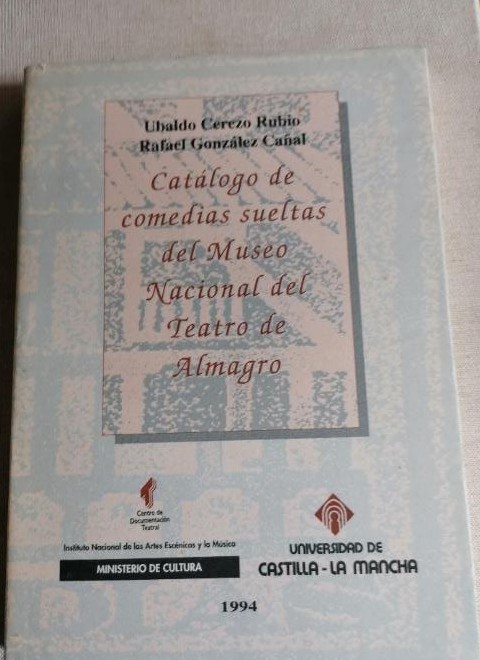 Ubaldo Cerezo Rubio
Rafael González Cañal
Catálogo de
comedias sueltas
del Museo
Nacional del
Teatro de
Almagro
Centro de
Documentación
Teatral
Instituto Nacional de las Artes Escénicas y la Música
MINISTERIO DE CULTURA
UNIVERSIDAD DE
CASTILLA-LA MANCHA
1994